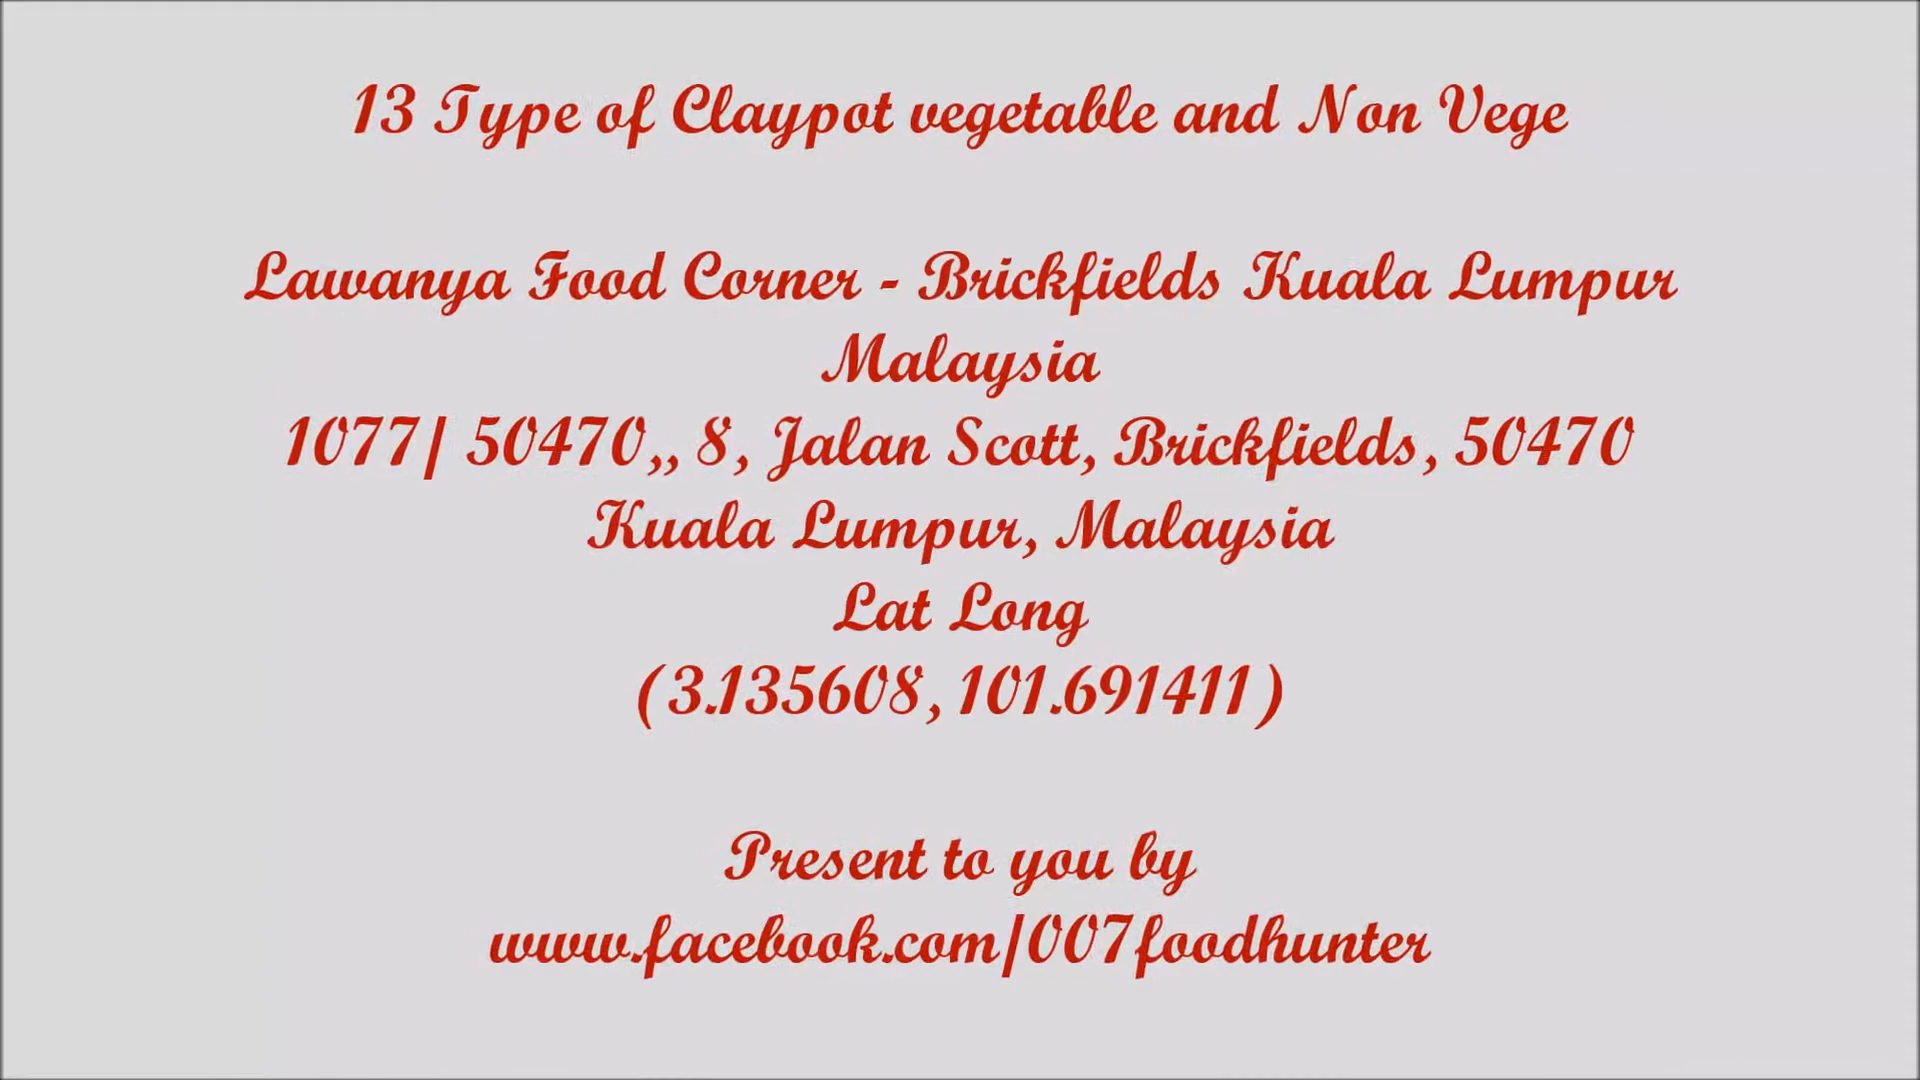 13 Type of Claypot vegetable and Non Vege
Lawanya Food Corner - Brickfields Kuala Lumpur
Malaysia
1077/ 50470,, 8, Jalan Scott, Brickfields, 50470
Kuala Lumpur, Malaysia
Lat Long
(3.135608, 101.691411)
Present to you by
www.facebook.com/007foodhunter